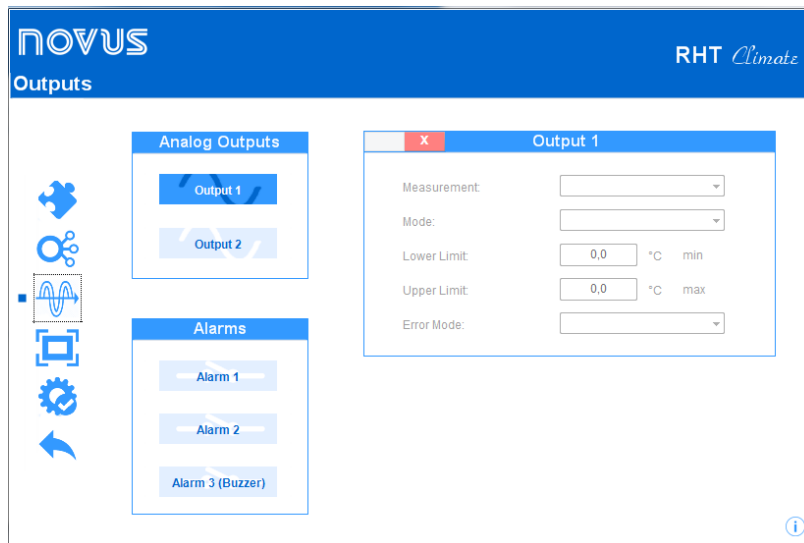 NOVUS
RHT Climate
Outputs
Analog Outputs
Output 1
Output 2
Alarms
Alarm 1
Alarm 2
Alarm 3 (Buzzer)
X
Output 1
Measurement:
Mode:
Lower Limit: 0,0 °C min
Upper Limit: 0,0 °C max
Error Mode:
i